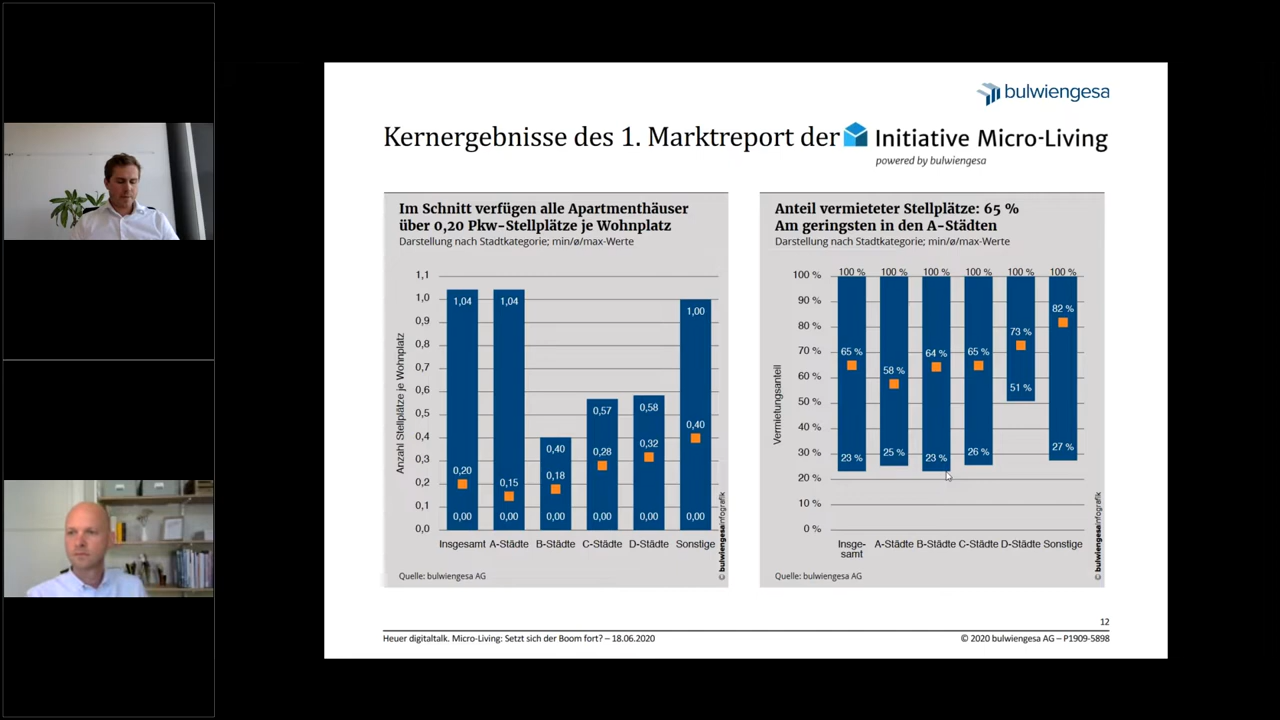 bulwiengesa
Kernergebnisse des 1. Marktreport der Initiative Micro-Living
powered by bulwiengesa
Im Schnitt verfügen alle Apartmenthäuser
über 0,20 Pkw-Stellplätze je Wohnplatz
Darstellung nach Stadtkategorie; min/ø/max-Werte
Anzahl Stellplätze je Wohnplatz
1,1
1,0
0,9
0,8
0,7
0,6
0,5
0,4
0,3
0,2
0,1
0,0
1,04 1,04 0,40 0,57 0,58 1,00
0,20 0,15 0,18 0,28 0,32 0,40
0,00 0,00 0,00 0,00 0,00 0,00
Insgesamt A-Städte B-Städte C-Städte D-Städte Sonstige
Quelle: bulwiengesa AG
© bulwiengesainfografik
Anteil vermieteter Stellplätze: 65 %
Am geringsten in den A-Städten
Darstellung nach Stadtkategorie; min/ø/max-Werte
Vermietungsanteil
100 %
90 %
80 %
70 %
60 %
50 %
40 %
30 %
20 %
10 %
0 %
100 % 100 % 100 % 100 % 100 % 100 %
65 % 58 % 64 % 65 % 73 % 82 %
23 % 25 % 23 % 26 % 51 % 27 %
Insge-
samt A-Städte B-Städte C-Städte D-Städte Sonstige
Quelle: bulwiengesa AG
© bulwiengesainfografik
12
Heuer digitaltalk. Micro-Living: Setzt sich der Boom fort? – 18.06.2020
© 2020 bulwiengesa AG – P1909-5898